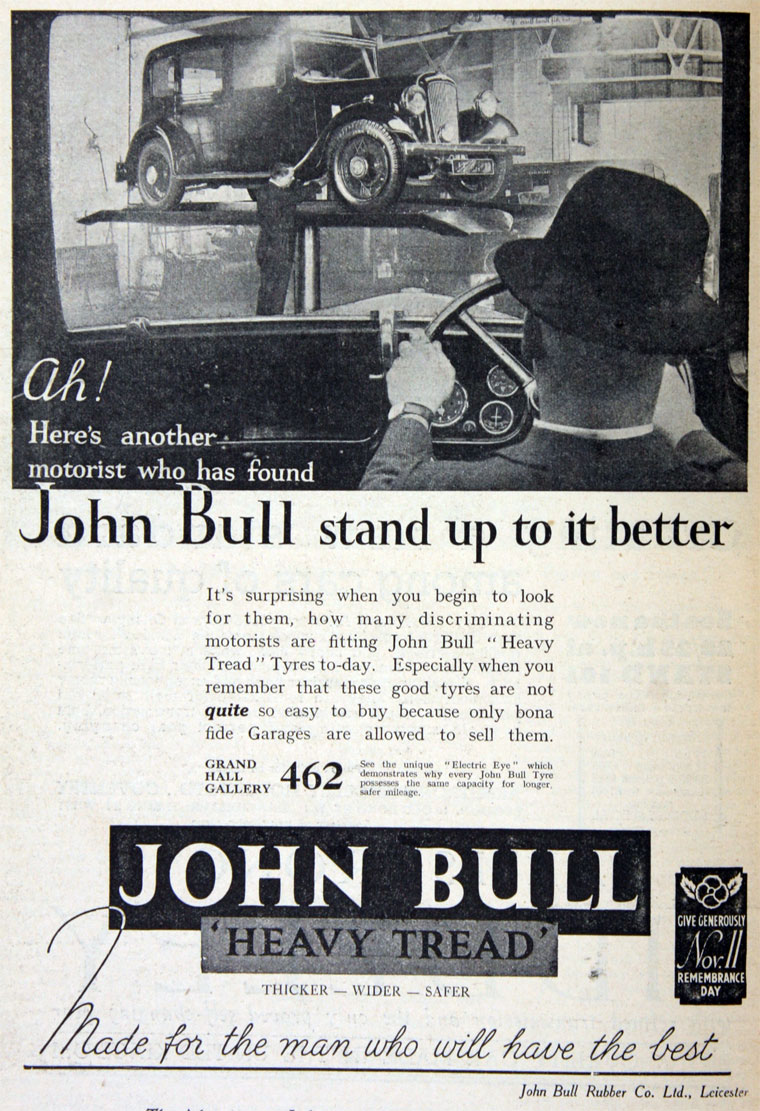 Ah!
Here's another
motorist who has found
John Bull stand up to it better
It's surprising when you begin to look
for them, how many discriminating
motorists are fitting John Bull "Heavy
Tread" Tyres to-day. Especially when you
remember that these good tyres are not
quite so easy to buy because only bona
fide Garages are allowed to sell them.
GRAND
HALL
GALLERY
462
See the unique "Electric Eye" which
demonstrates why every John Bull Tyre
possesses the same capacity for longer,
safer mileage.
JOHN BULL
'HEAVY TREAD'
THICKER — WIDER — SAFER
GIVE GENEROUSLY
Nov. 11
REMEMBRANCE
DAY
Made for the man who will have the best
John Bull Rubber Co. Ltd., Leicester